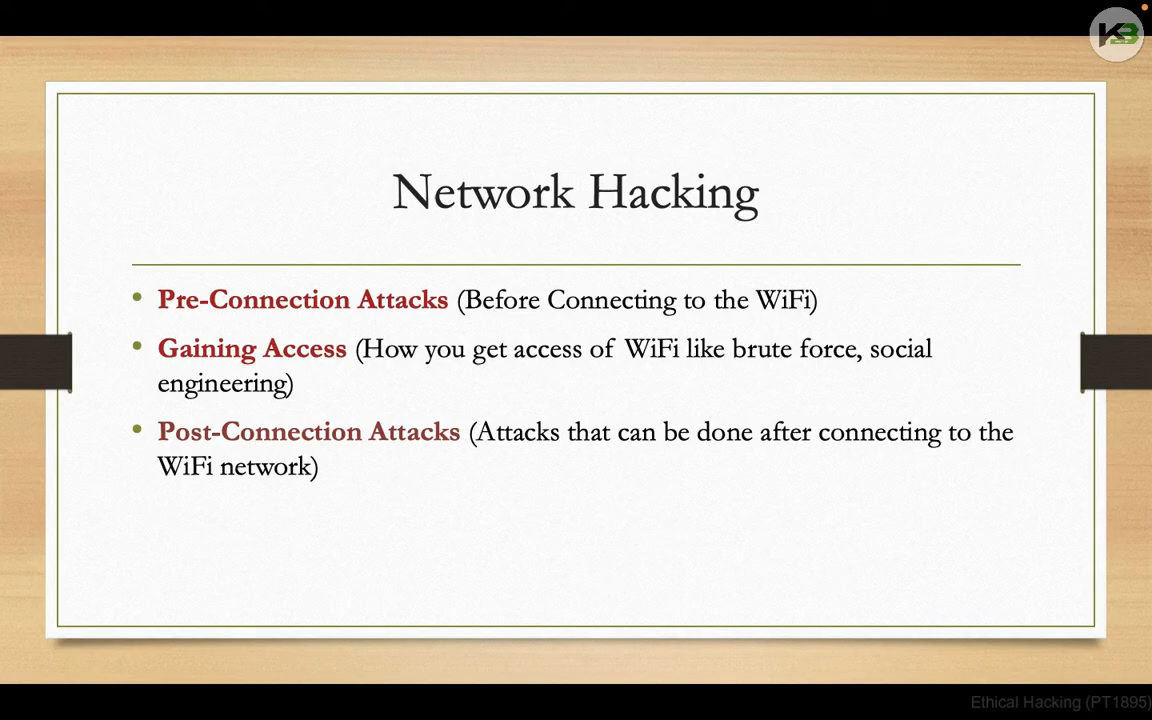 K3
Network Hacking
• Pre-Connection Attacks (Before Connecting to the WiFi)
• Gaining Access (How you get access of WiFi like brute force, social
engineering)
• Post-Connection Attacks (Attacks that can be done after connecting to the
WiFi network)
Ethical Hacking (PT1895)